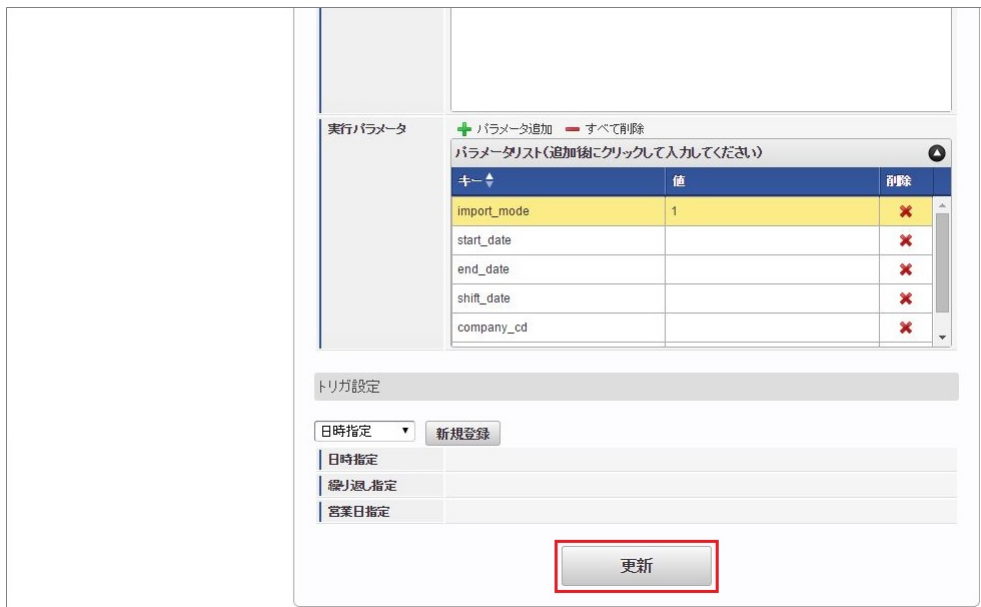 実行パラメータ
パラメータ追加 すべて削除
パラメータリスト(追加後にクリックして入力してください)
キー 値 削除
import_mode 1
start_date
end_date
shift_date
company_cd
トリガ設定
日時指定 新規登録
日時指定
繰り返し指定
営業日指定
更新